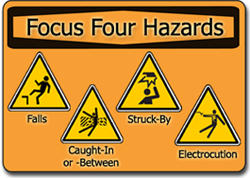 Focus Four Hazards
Falls
Caught-In
or -Between
Struck-By
Electrocution